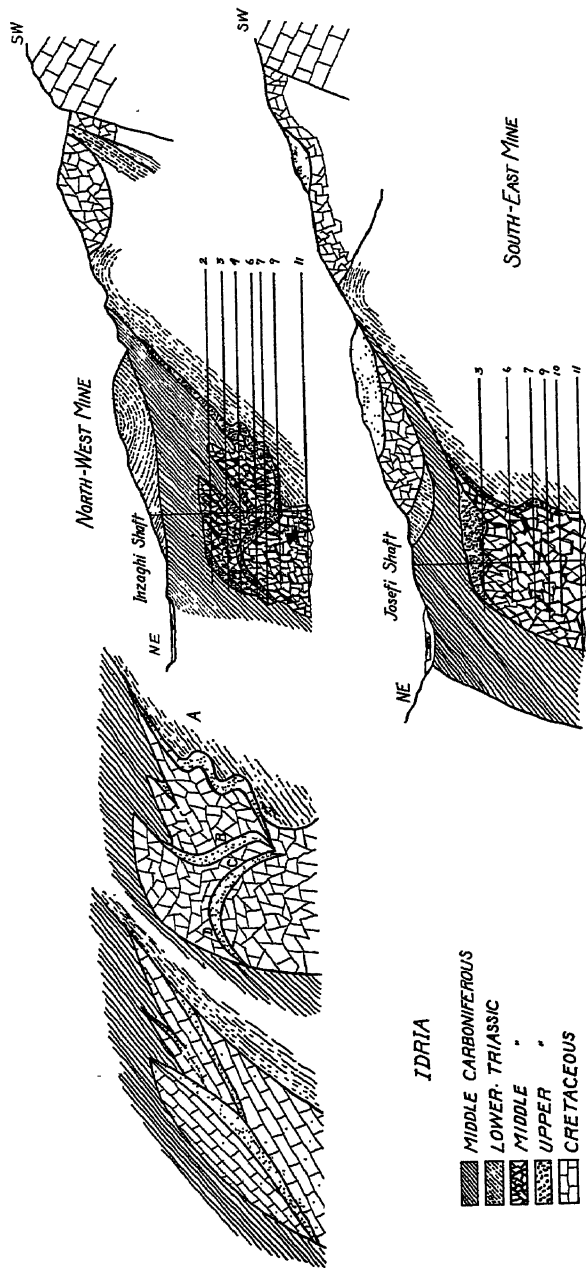 NORTH-WEST MINE
SW
Inzaghi Shaft
NE
2
3
4
6
7
9
11
A
B
C
D
SOUTH-EAST MINE
SW
Josefi Shaft
NE
3
6
7
9
10
11
IDRIA
MIDDLE CARBONIFEROUS
LOWER. TRIASSIC
MIDDLE "
UPPER "
CRETACEOUS